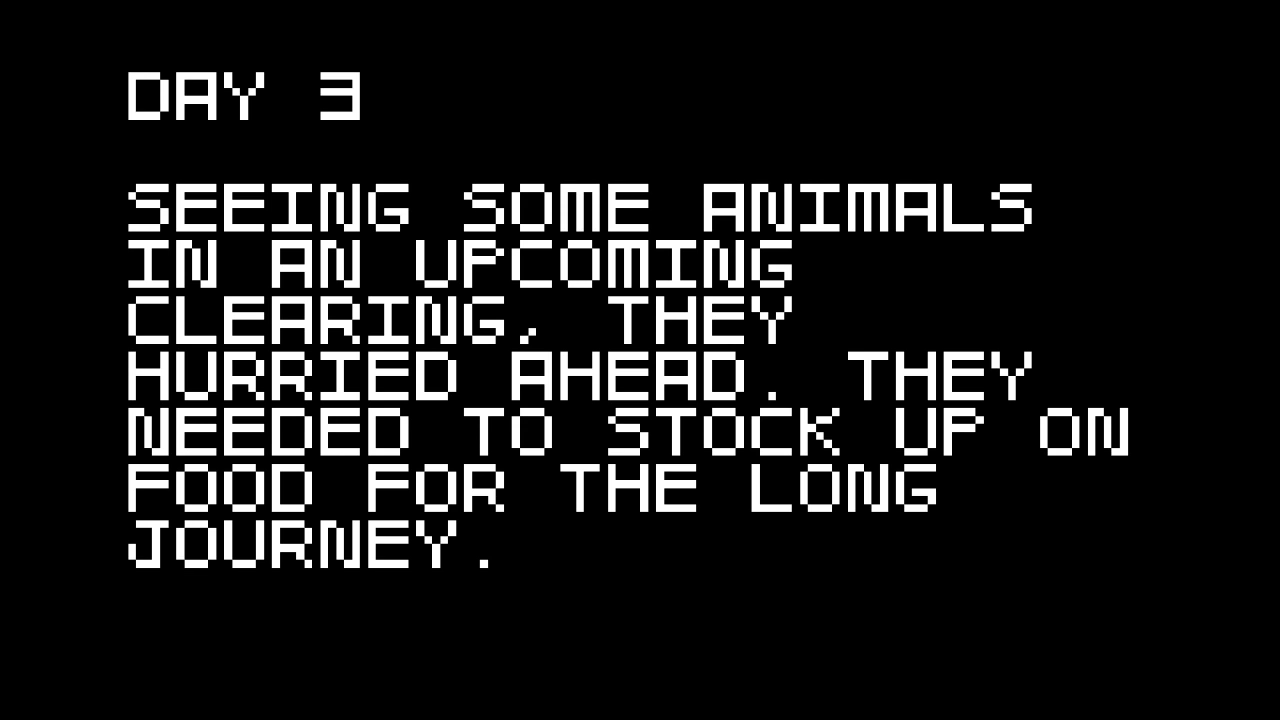 DAY 3
SEEING SOME ANIMALS
IN AN UPCOMING
CLEARING, THEY
HURRIED AHEAD. THEY
NEEDED TO STOCK UP ON
FOOD FOR THE LONG
JOURNEY.